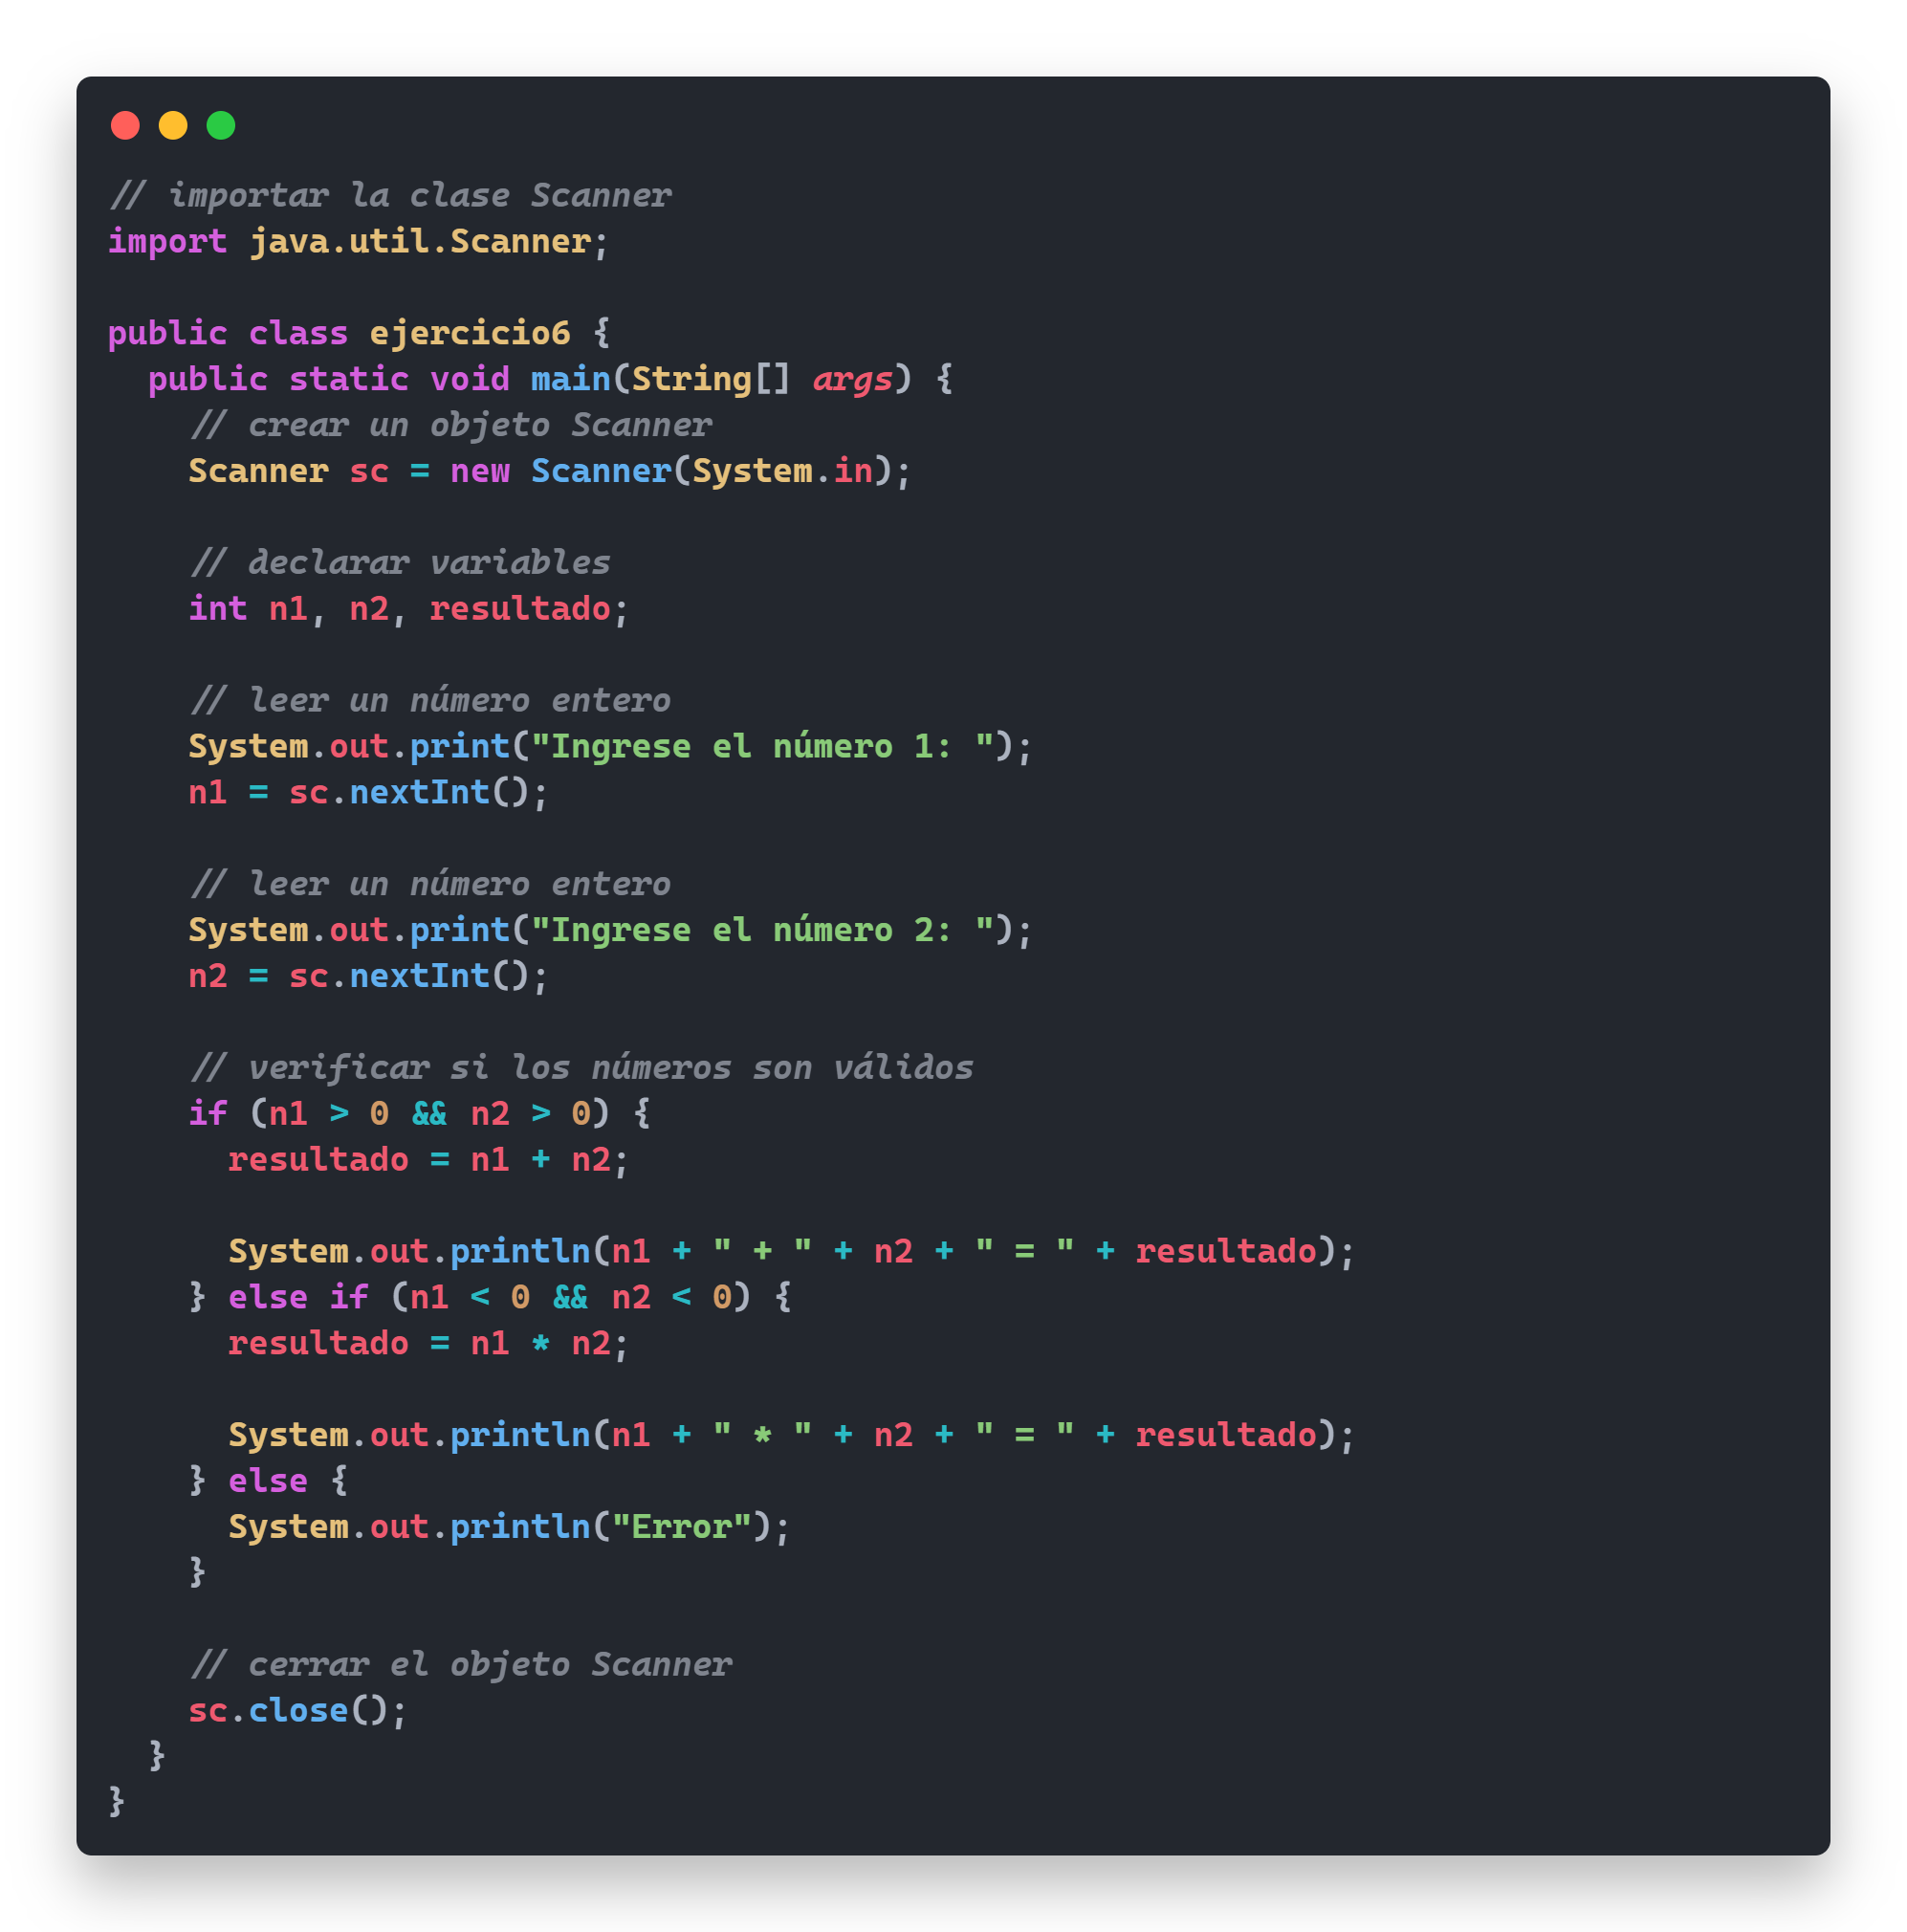 // importar la clase Scanner
import java.util.Scanner;
public class ejercicio6 {
public static void main(String[] args) {
// crear un objeto Scanner
Scanner sc = new Scanner(System.in);
// declarar variables
int n1, n2, resultado;
// leer un número entero
System.out.print("Ingrese el número 1: ");
n1 = sc.nextInt();
// leer un número entero
System.out.print("Ingrese el número 2: ");
n2 = sc.nextInt();
// verificar si los números son válidos
if (n1 > 0 && n2 > 0) {
resultado = n1 + n2;
System.out.println(n1 + " + " + n2 + " = " + resultado);
} else if (n1 < 0 && n2 < 0) {
resultado = n1 * n2;
System.out.println(n1 + " * " + n2 + " = " + resultado);
} else {
System.out.println("Error");
}
// cerrar el objeto Scanner
sc.close();
}
}